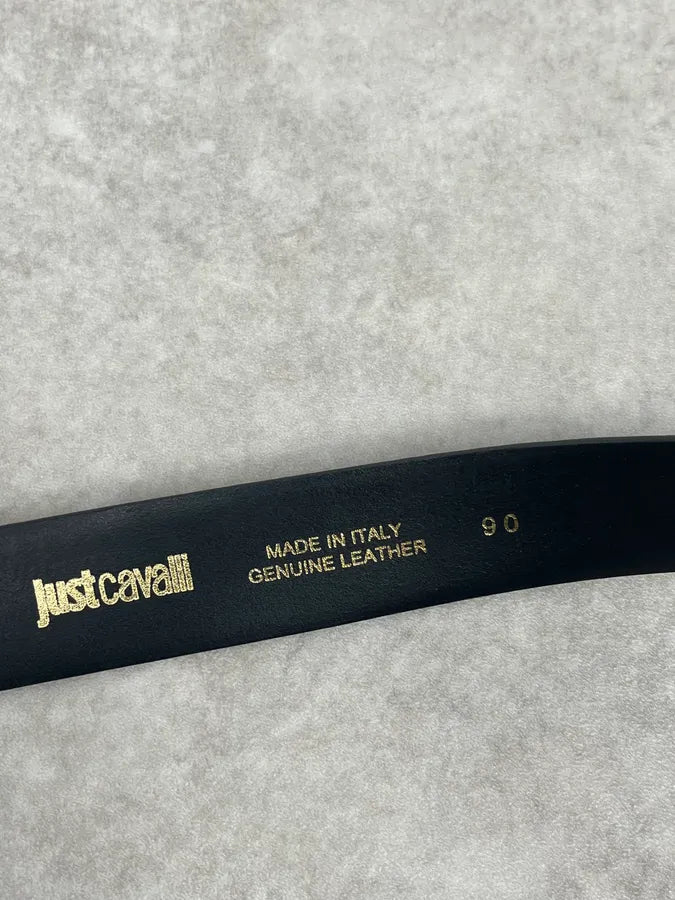 justcavalli
MADE IN ITALY
GENUINE LEATHER
90